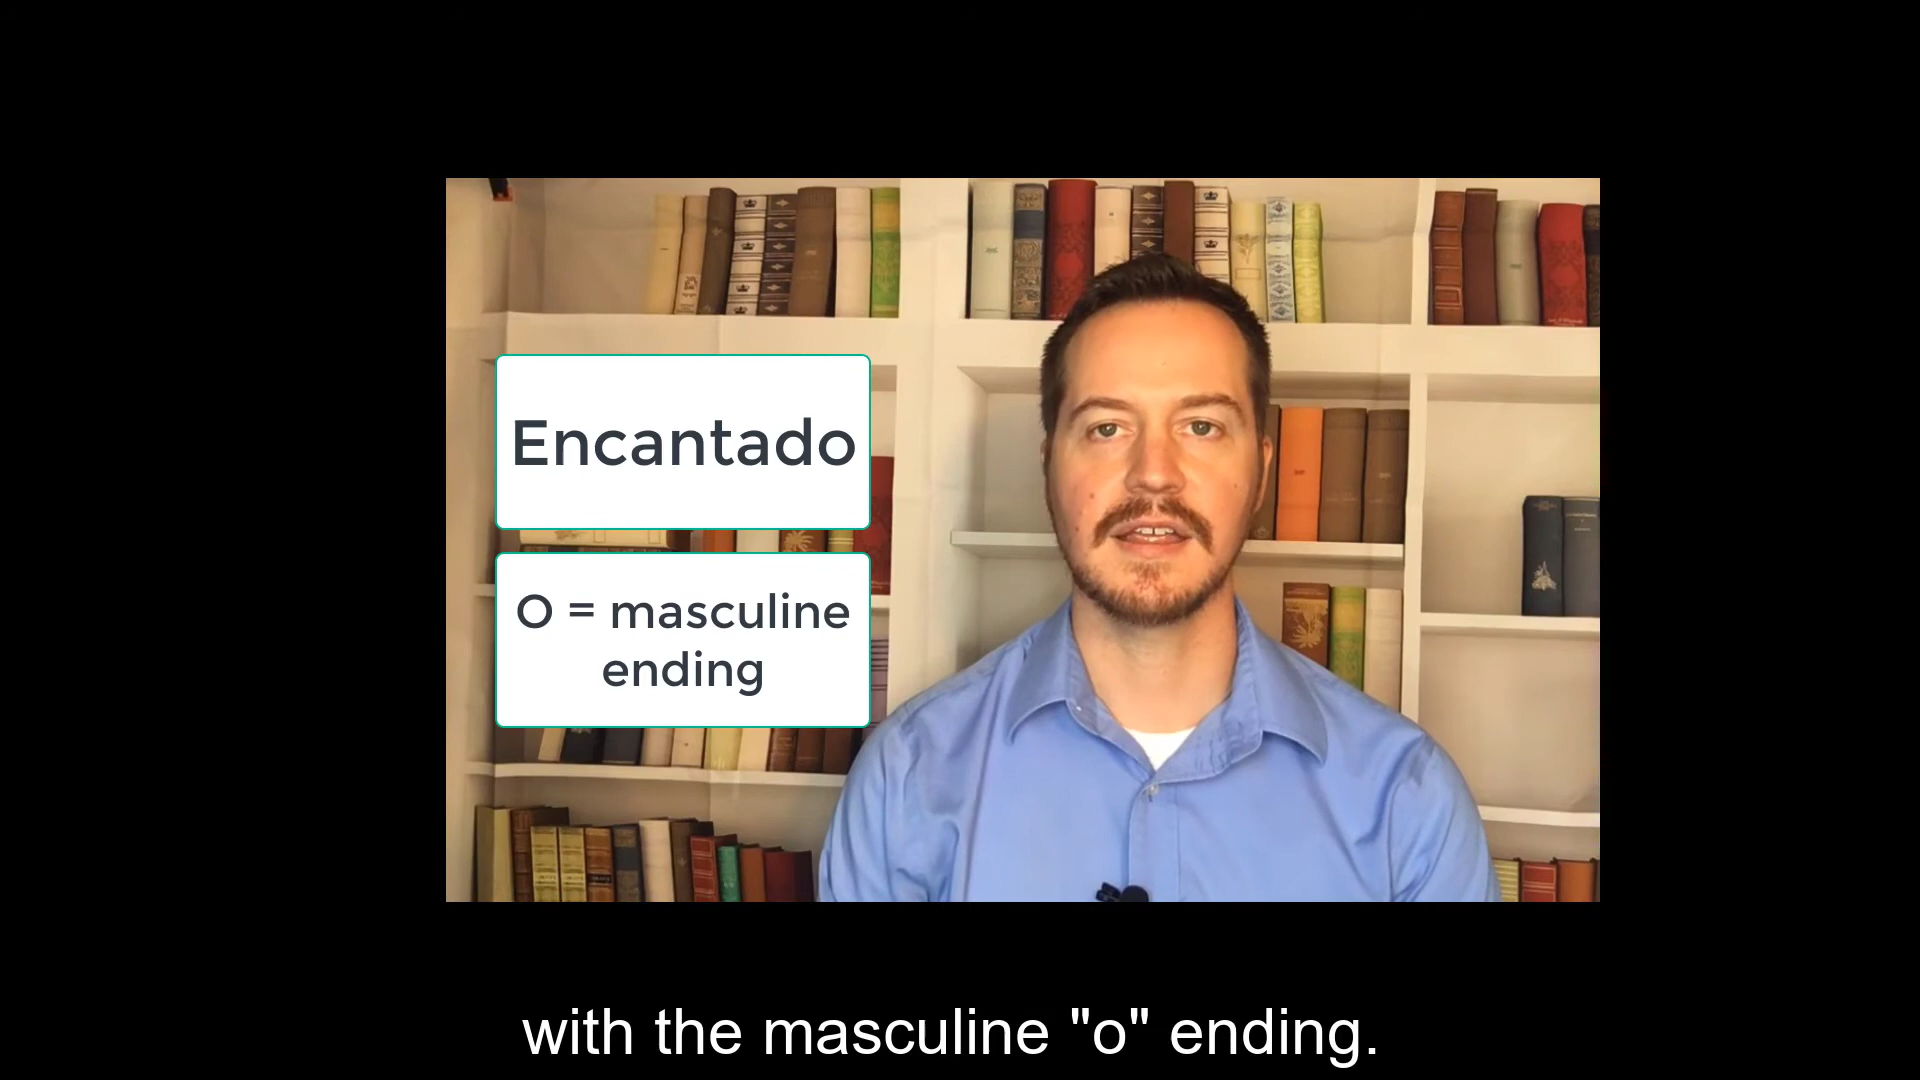 Encantado
O = masculine
ending
with the masculine "o" ending.